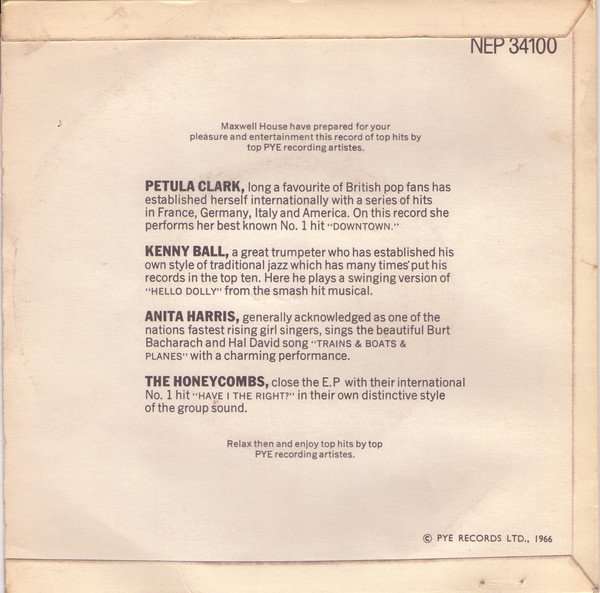 NEP 34100
Maxwell House have prepared for your
pleasure and entertainment this record of top hits by
top PYE recording artistes.
PETULA CLARK, long a favourite of British pop fans has
established herself internationally with a series of hits
in France, Germany, Italy and America. On this record she
performs her best known No. 1 hit "DOWNTOWN."
KENNY BALL, a great trumpeter who has established his
own style of traditional jazz which has many times put his
records in the top ten. Here he plays a swinging version of
"HELLO DOLLY" from the smash hit musical.
ANITA HARRIS, generally acknowledged as one of the
nations fastest rising girl singers, sings the beautiful Burt
Bacharach and Hal David song "TRAINS & BOATS &
PLANES" with a charming performance.
THE HONEYCOMBS, close the E.P with their international
No. 1 hit "HAVE I THE RIGHT?" in their own distinctive style
of the group sound.
Relax then and enjoy top hits by top
PYE recording artistes.
© PYE RECORDS LTD., 1966